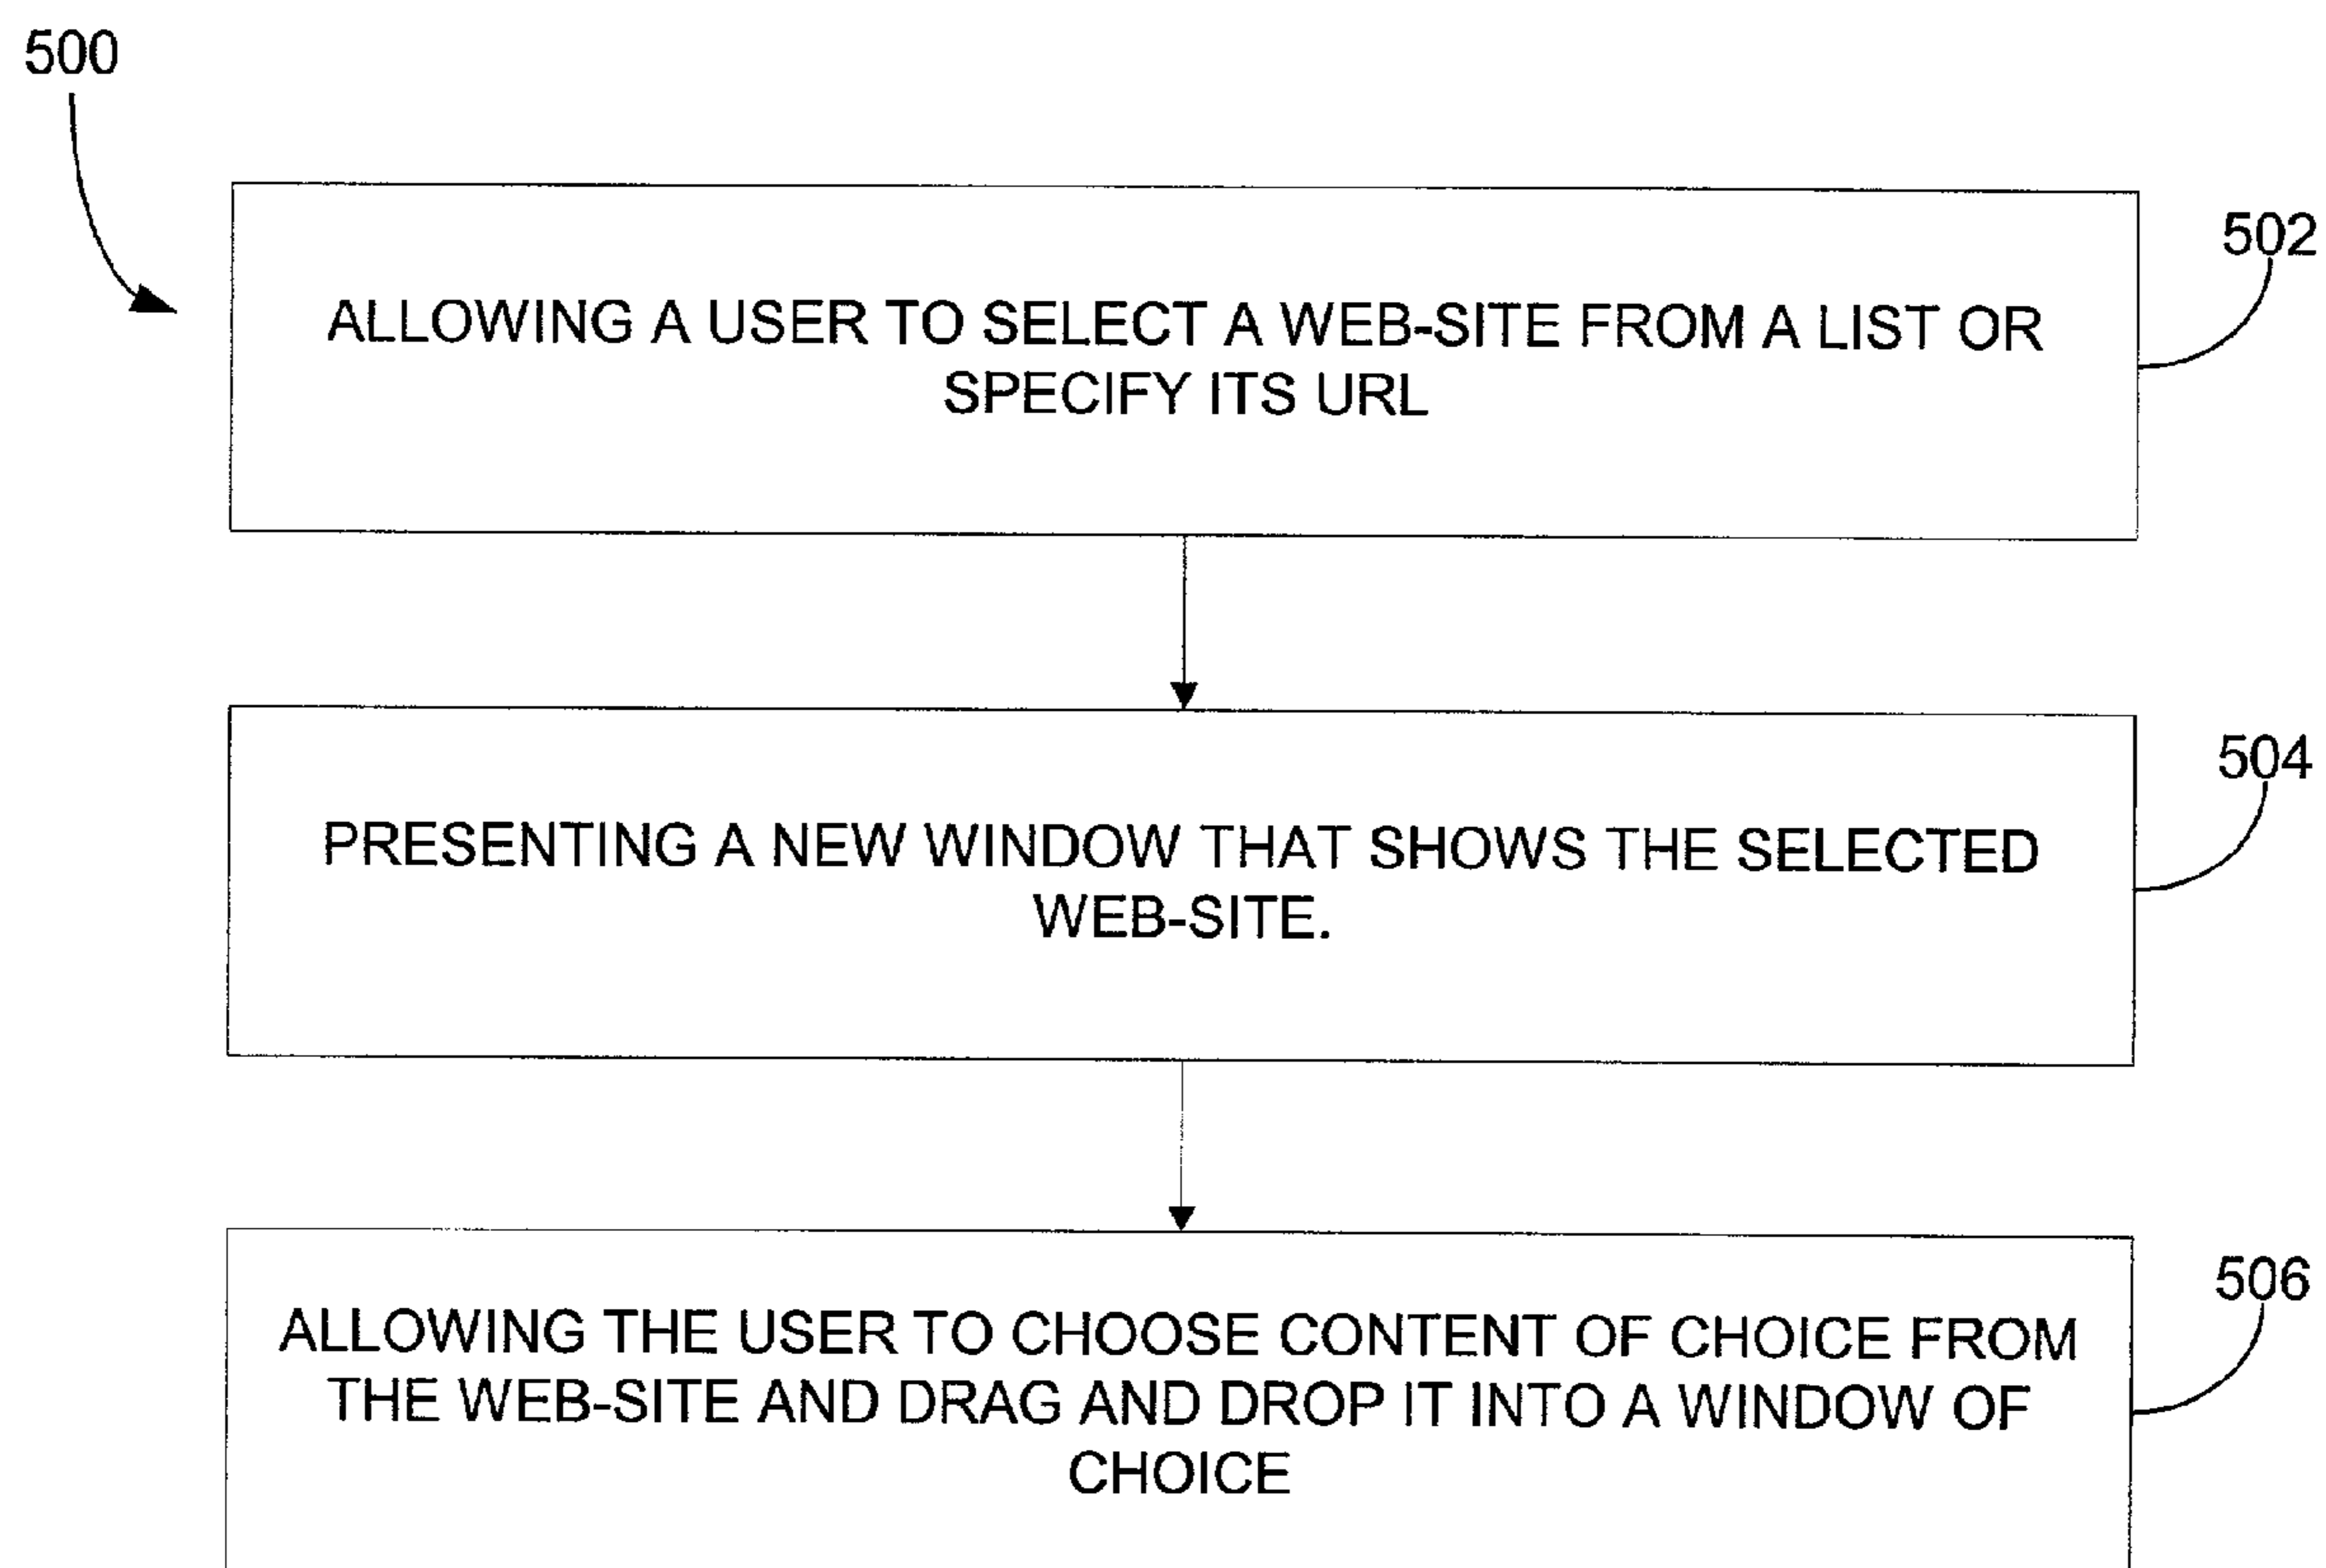 500
502
ALLOWING A USER TO SELECT A WEB-SITE FROM A LIST OR
SPECIFY ITS URL
504
PRESENTING A NEW WINDOW THAT SHOWS THE SELECTED
WEB-SITE.
506
ALLOWING THE USER TO CHOOSE CONTENT OF CHOICE FROM
THE WEB-SITE AND DRAG AND DROP IT INTO A WINDOW OF
CHOICE